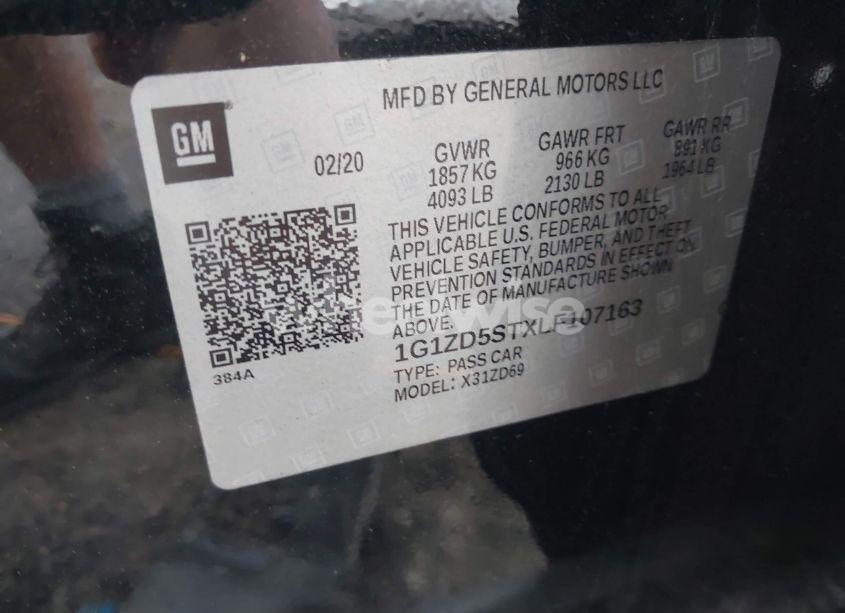 MFD BY GENERAL MOTORS LLC
GM
02/20
GVWR
1857 KG
4093 LB
GAWR FRT
966 KG
2130 LB
GAWR RR
891 KG
1964 LB
THIS VEHICLE CONFORMS TO ALL
APPLICABLE U.S. FEDERAL MOTOR
VEHICLE SAFETY, BUMPER, AND THEFT
PREVENTION STANDARDS IN EFFECT ON
THE DATE OF MANUFACTURE SHOWN
ABOVE.
1G1ZD5STXLF107163
TYPE: PASS CAR
MODEL: X31ZD69
384A